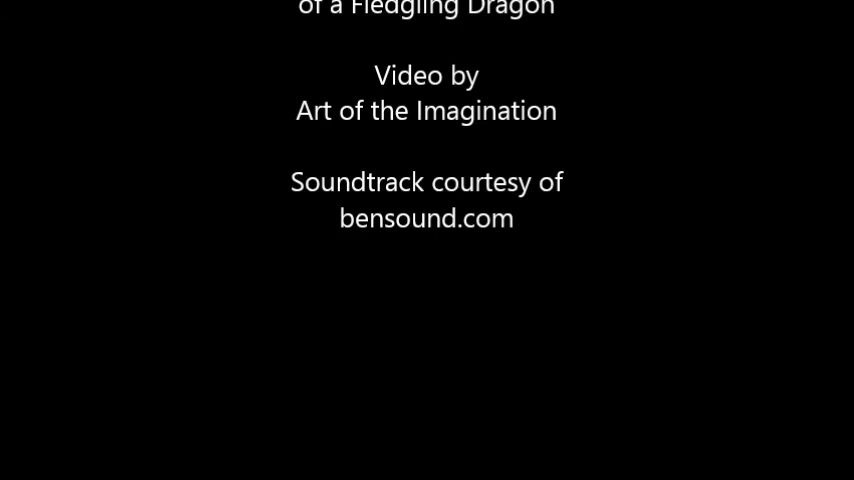 of a Fledgling Dragon
Video by
Art of the Imagination
Soundtrack courtesy of
bensound.com